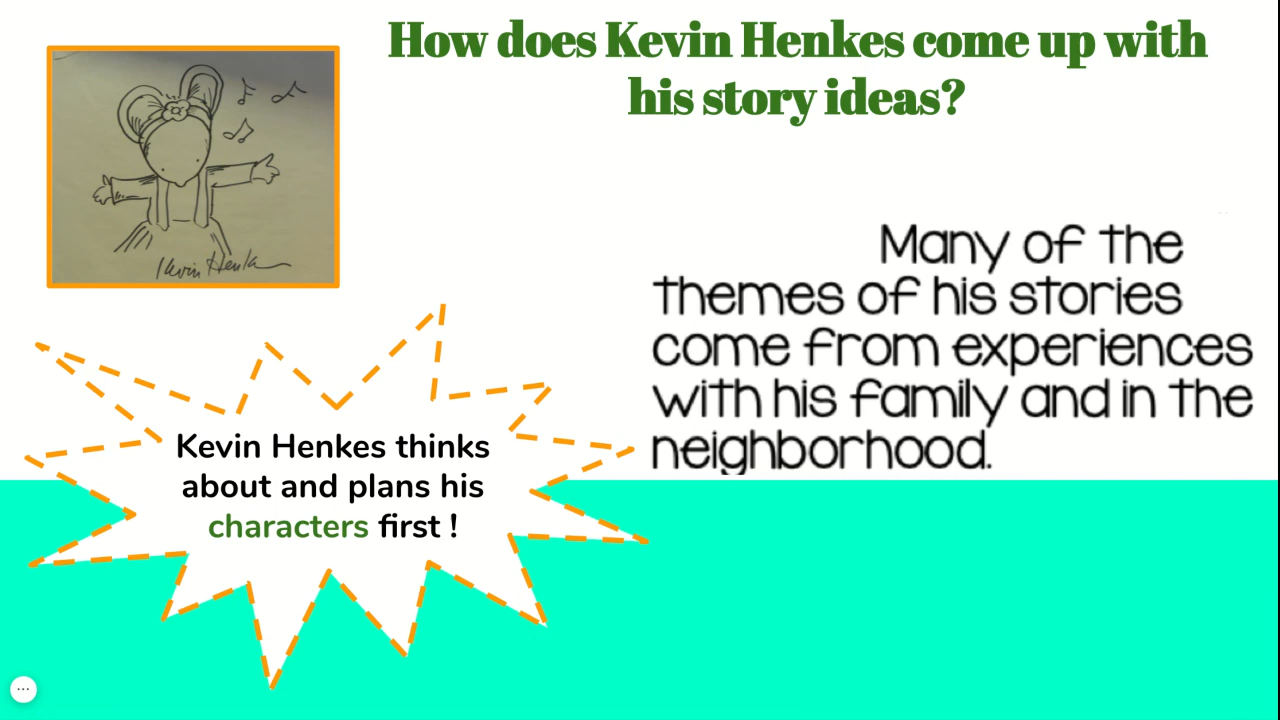 How does Kevin Henkes come up with
his story ideas?
Kevin Henkes
Many of the
themes of his stories
come from experiences
with his family and in the
neighborhood.
Kevin Henkes thinks
about and plans his
characters first !